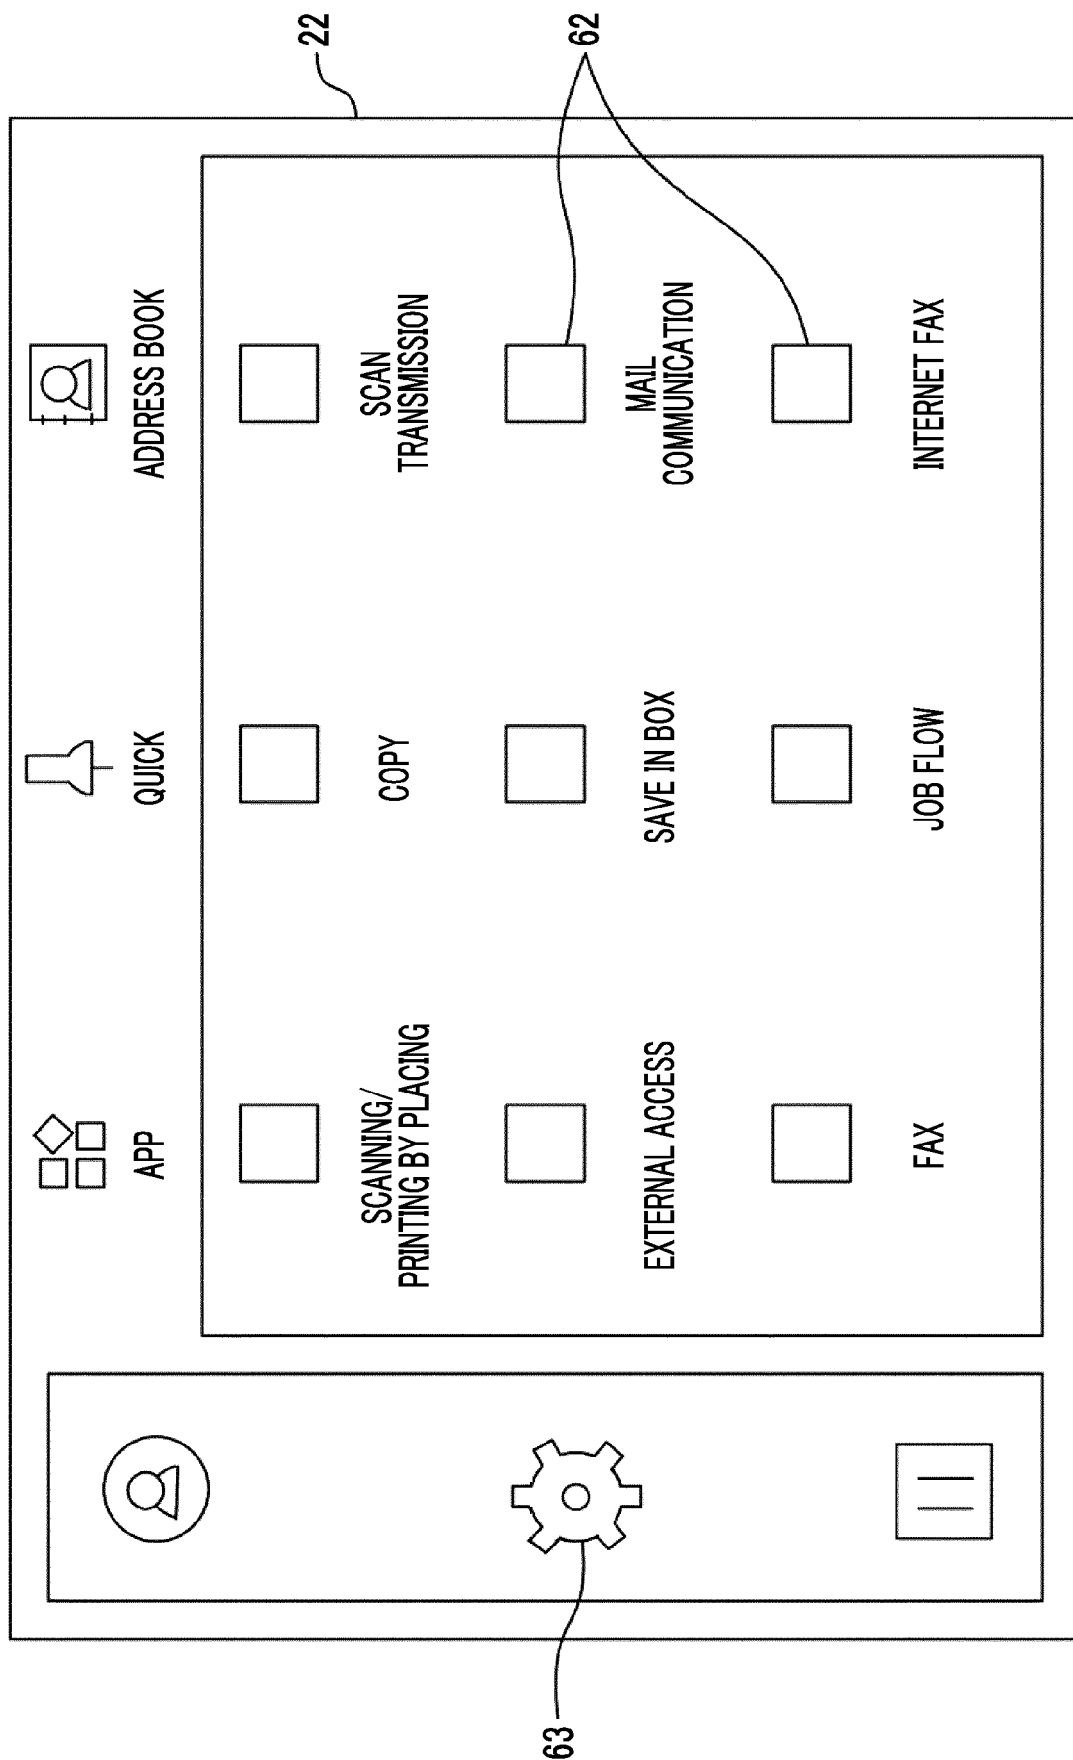 22
62
63
APP
QUICK
ADDRESS BOOK
SCANNING/
PRINTING BY PLACING
COPY
SCAN
TRANSMISSION
EXTERNAL ACCESS
SAVE IN BOX
MAIL
COMMUNICATION
FAX
JOB FLOW
INTERNET FAX